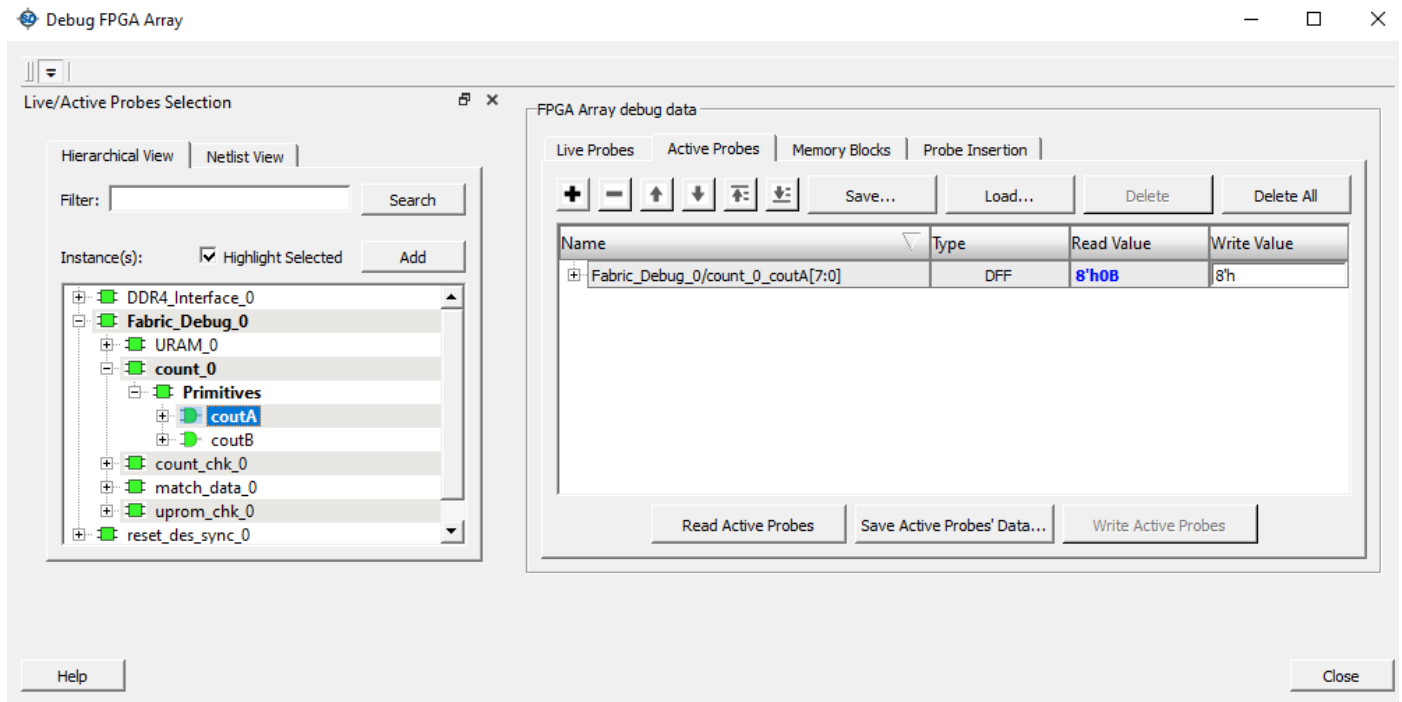 Debug FPGA Array
Live/Active Probes Selection
Hierarchical View Netlist View
Filter: Search
Instance(s): Highlight Selected Add
DDR4_Interface_0
Fabric_Debug_0
URAM_0
count_0
Primitives
coutA
coutB
count_chk_0
match_data_0
uprom_chk_0
reset_des_sync_0
FPGA Array debug data
Live Probes Active Probes Memory Blocks Probe Insertion
Save... Load... Delete Delete All
Name Type Read Value Write Value
Fabric_Debug_0/count_0_coutA[7:0] DFF 8'h0B 8'h
Read Active Probes Save Active Probes' Data... Write Active Probes
Help Close